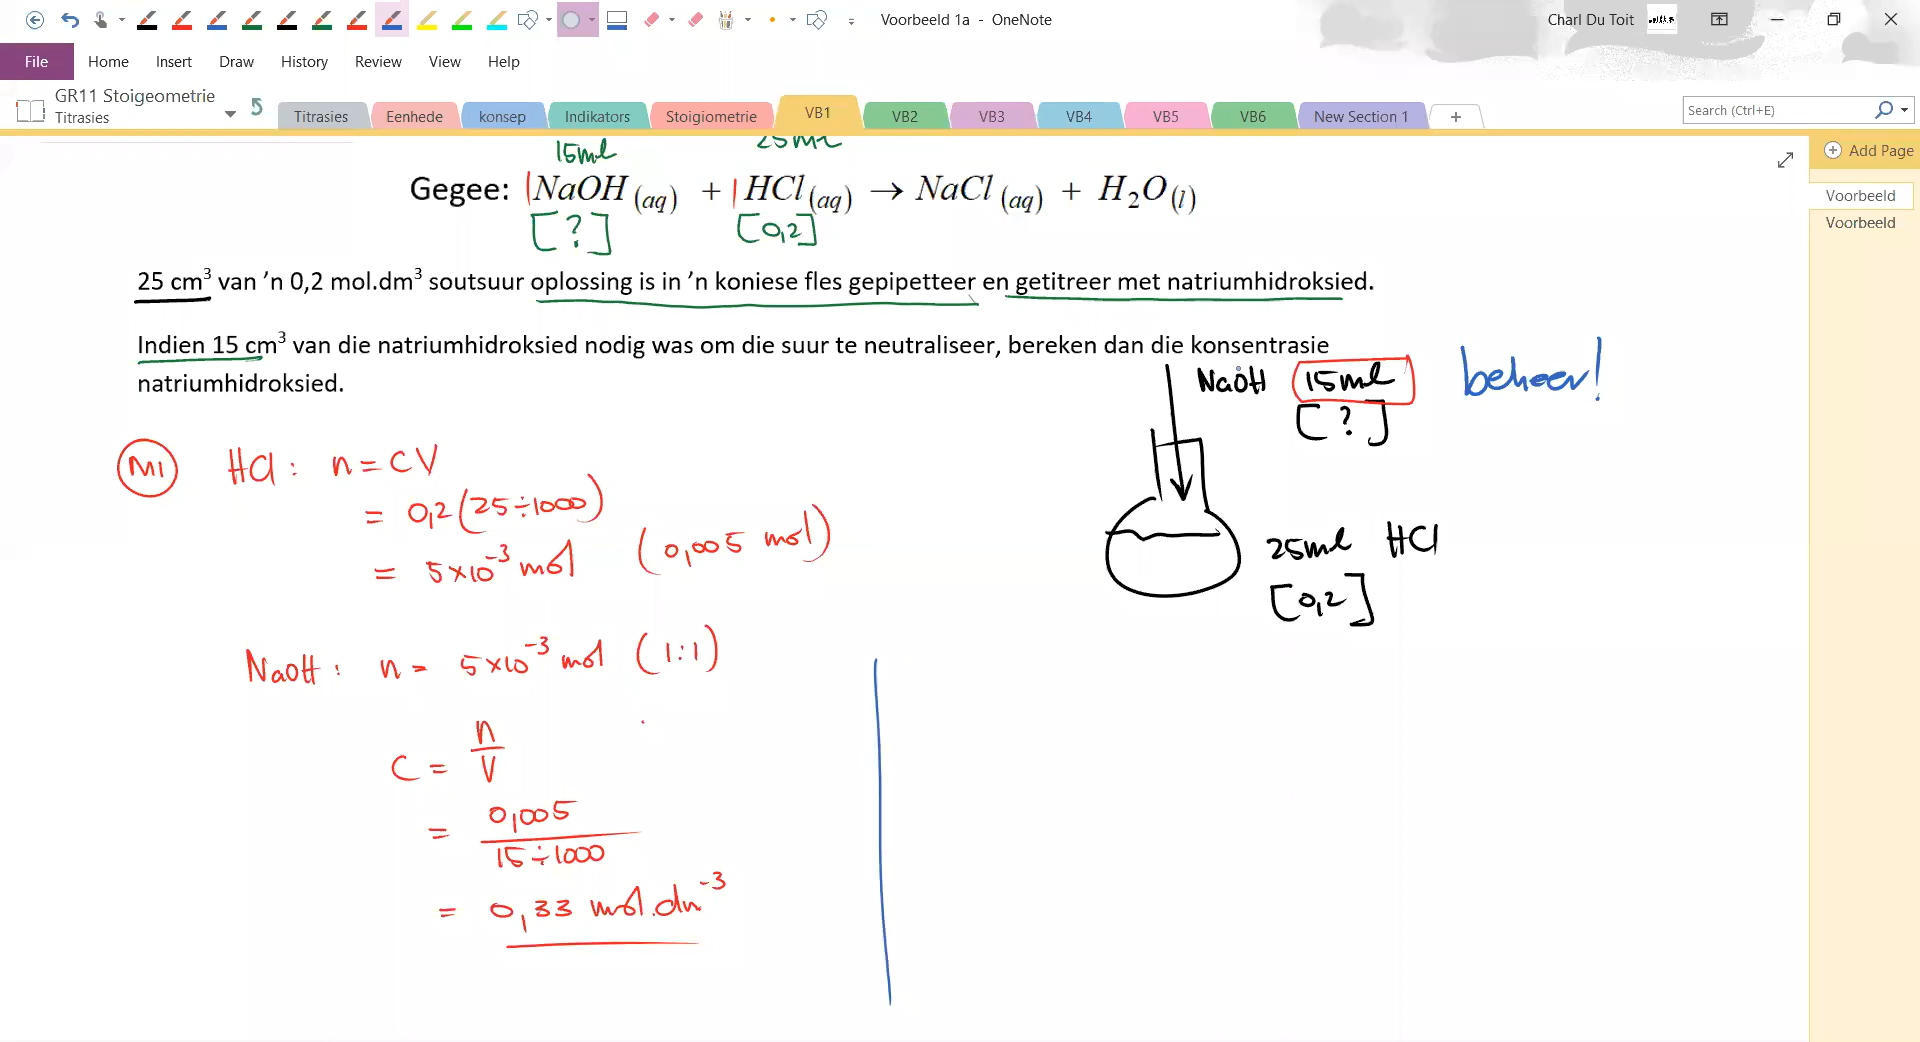 Voorbeeld 1a - OneNote
Charl Du Toit
File Home Insert Draw History Review View Help
GR11 Stoigeometrie
Titrasies
Titrasies Eenhede konsep Indikators Stoigiometrie VB1 VB2 VB3 VB4 VB5 VB6 New Section 1 +
Search (Ctrl+E)
Add Page
Voorbeeld
Voorbeeld
15ml 25ml
Gegee: 1 NaOH (aq) + 1 HCl (aq) → NaCl (aq) + H₂O (l)
[?] [0,2]
25 cm³ van ’n 0,2 mol.dm³ soutsuur oplossing is in ’n koniese fles gepipetteer en getitreer met natriumhidroksied.
Indien 15 cm³ van die natriumhidroksied nodig was om die suur te neutraliseer, bereken dan die konsentrasie
natriumhidroksied.
NaOH 15ml beheer!
[?]
25ml HCl
[0,2]
M1 HCl : n = CV
= 0,2 (25÷1000)
= 5×10⁻³ mol (0,005 mol)
NaOH : n = 5×10⁻³ mol (1:1)
C = n/V
= 0,005 / 15÷1000
= 0,33 mol.dm⁻³